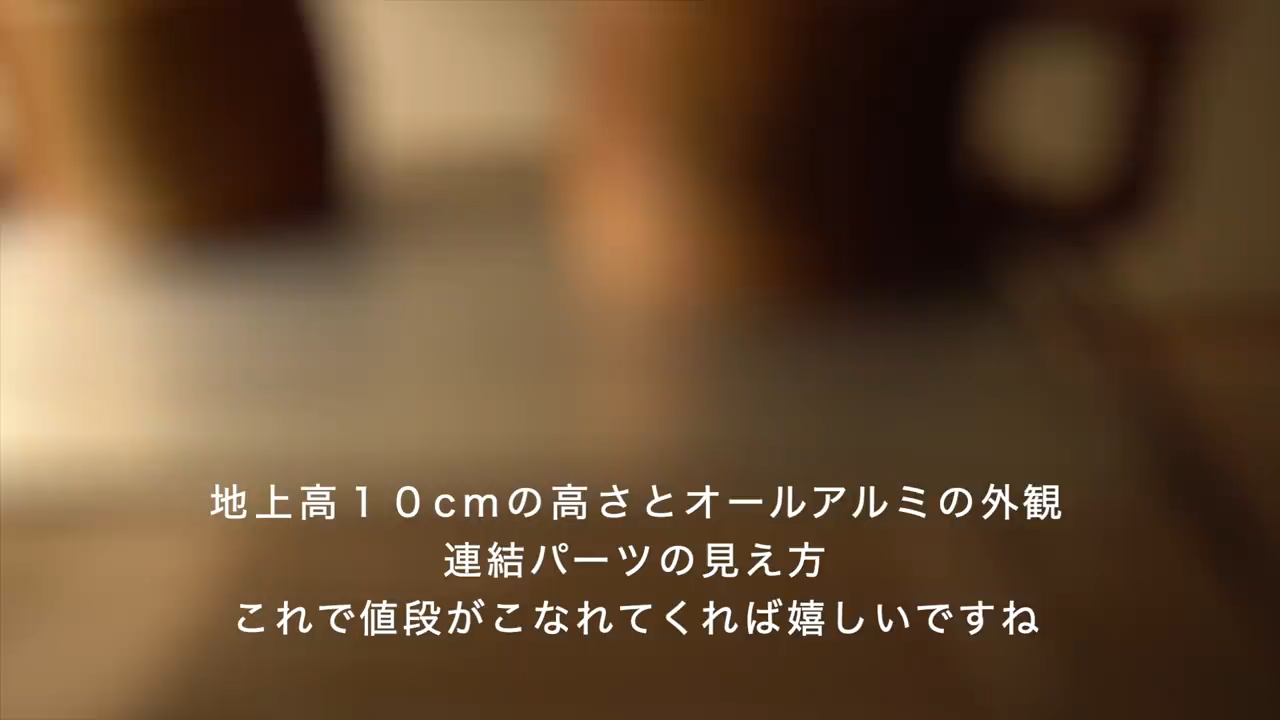 地上高１０cmの高さとオールアルミの外観
連結パーツの見え方
これで値段がこなれてくれば嬉しいですね